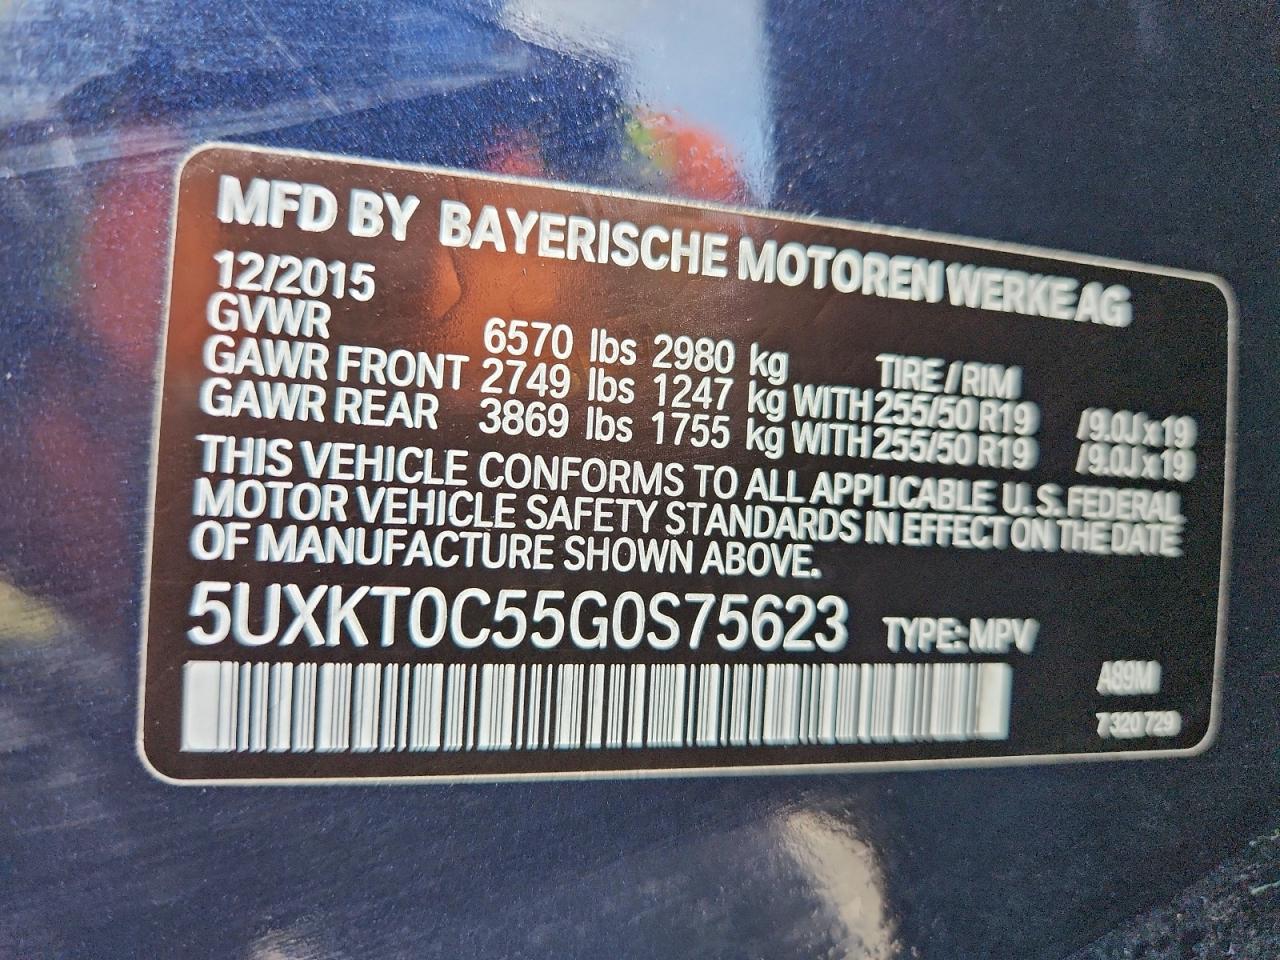 MFD BY BAYERISCHE MOTOREN WERKE AG
12/2015
GVWR 6570 lbs 2980 kg TIRE / RIM
GAWR FRONT 2749 lbs 1247 kg WITH 255/50 R19 /9.0J x 19
GAWR REAR 3869 lbs 1755 kg WITH 255/50 R19 /9.0J x 19
THIS VEHICLE CONFORMS TO ALL APPLICABLE U.S. FEDERAL
MOTOR VEHICLE SAFETY STANDARDS IN EFFECT ON THE DATE
OF MANUFACTURE SHOWN ABOVE.
5UXKT0C55G0S75623 TYPE: MPV
A89M
7 320 729